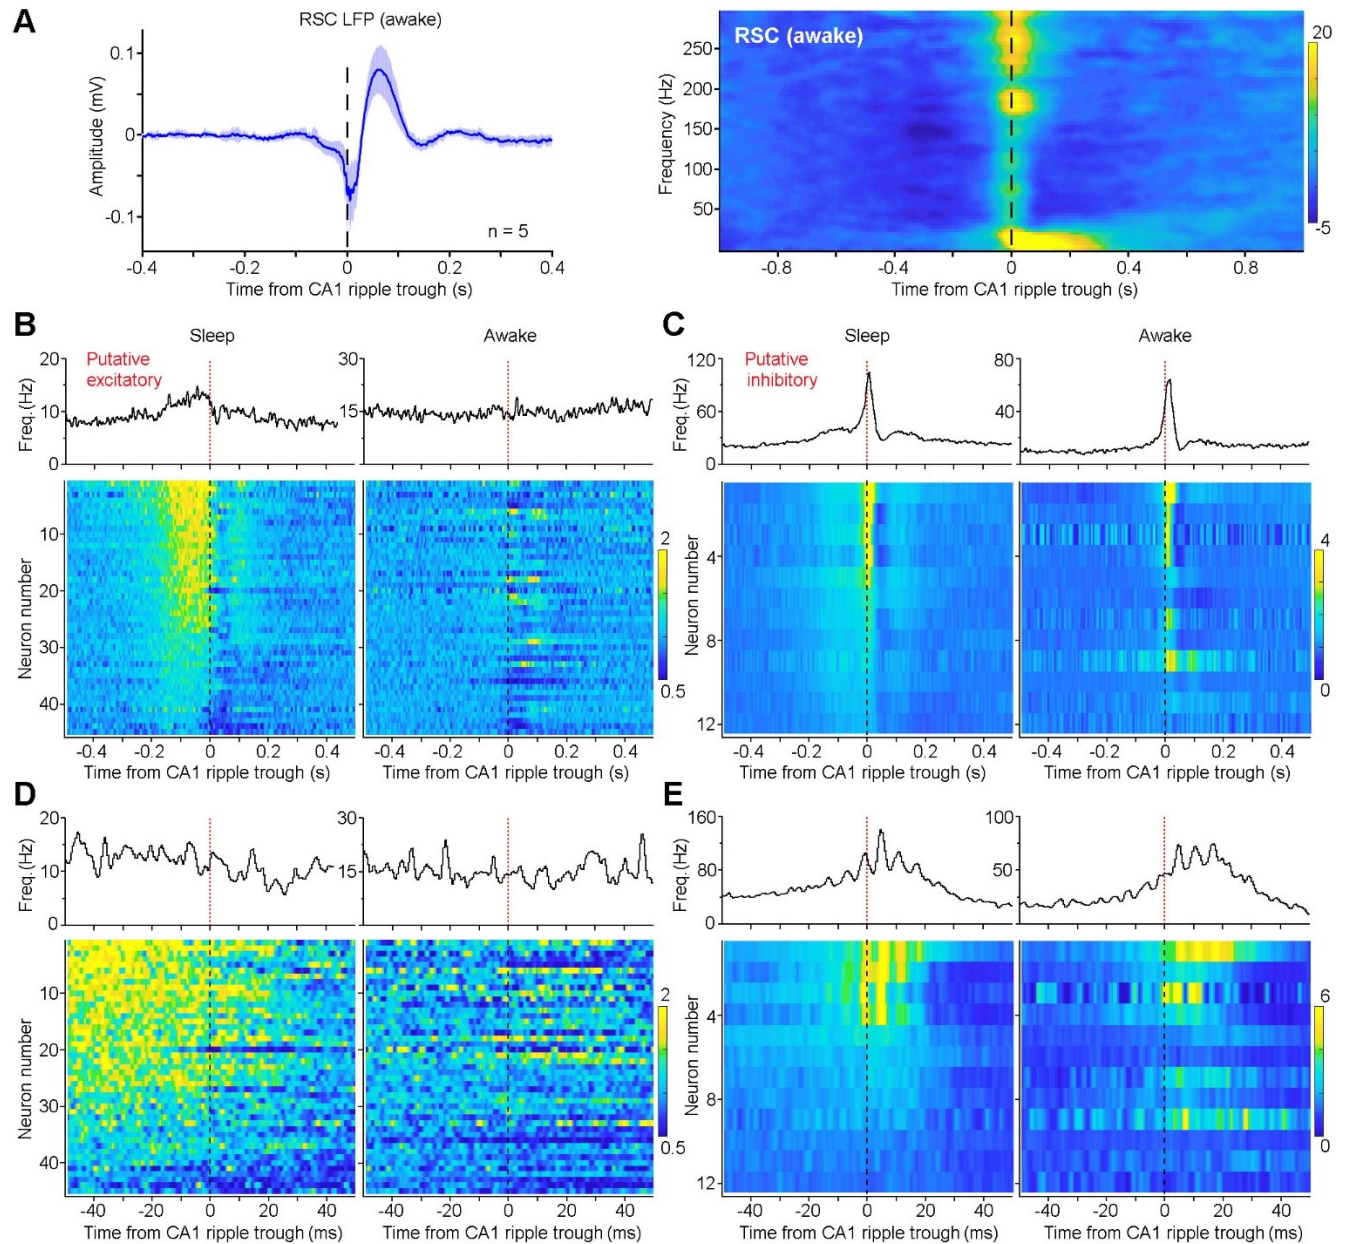 A
RSC LFP (awake)
0.1
0
-0.1
Amplitude (mV)
n = 5
-0.4 -0.2 0 0.2 0.4
Time from CA1 ripple trough (s)
RSC (awake)
250
200
150
100
50
Frequency (Hz)
20
-5
-0.8 -0.4 0 0.4 0.8
Time from CA1 ripple trough (s)
B
Sleep Awake
Putative
excitatory
20
10
0
Freq.(Hz)
30
15
0
10
20
30
40
Neuron number
2
0.5
-0.4 -0.2 0 0.2 0.4
-0.4 -0.2 0 0.2 0.4
Time from CA1 ripple trough (s) Time from CA1 ripple trough (s)
C
Sleep Awake
Putative
inhibitory
120
60
0
Freq.(Hz)
80
40
0
4
8
12
Neuron number
4
0
-0.4 -0.2 0 0.2 0.4
-0.4 -0.2 0 0.2 0.4
Time from CA1 ripple trough (s) Time from CA1 ripple trough (s)
D
20
10
0
Freq.(Hz)
30
15
0
10
20
30
40
Neuron number
2
0.5
-40 -20 0 20 40
-40 -20 0 20 40
Time from CA1 ripple trough (ms) Time from CA1 ripple trough (ms)
E
160
80
0
Freq.(Hz)
100
50
0
4
8
12
Neuron number
6
0
-40 -20 0 20 40
-40 -20 0 20 40
Time from CA1 ripple trough (ms) Time from CA1 ripple trough (ms)